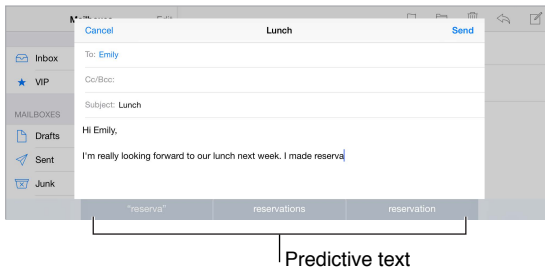 Mailboxes Edit
Cancel Lunch Send
To: Emily
Inbox
Cc/Bcc:
VIP
Subject: Lunch
MAILBOXES
Hi Emily,
Drafts
I'm really looking forward to our lunch next week. I made reserva
Sent
Junk
"reserva" reservations reservation
Predictive text